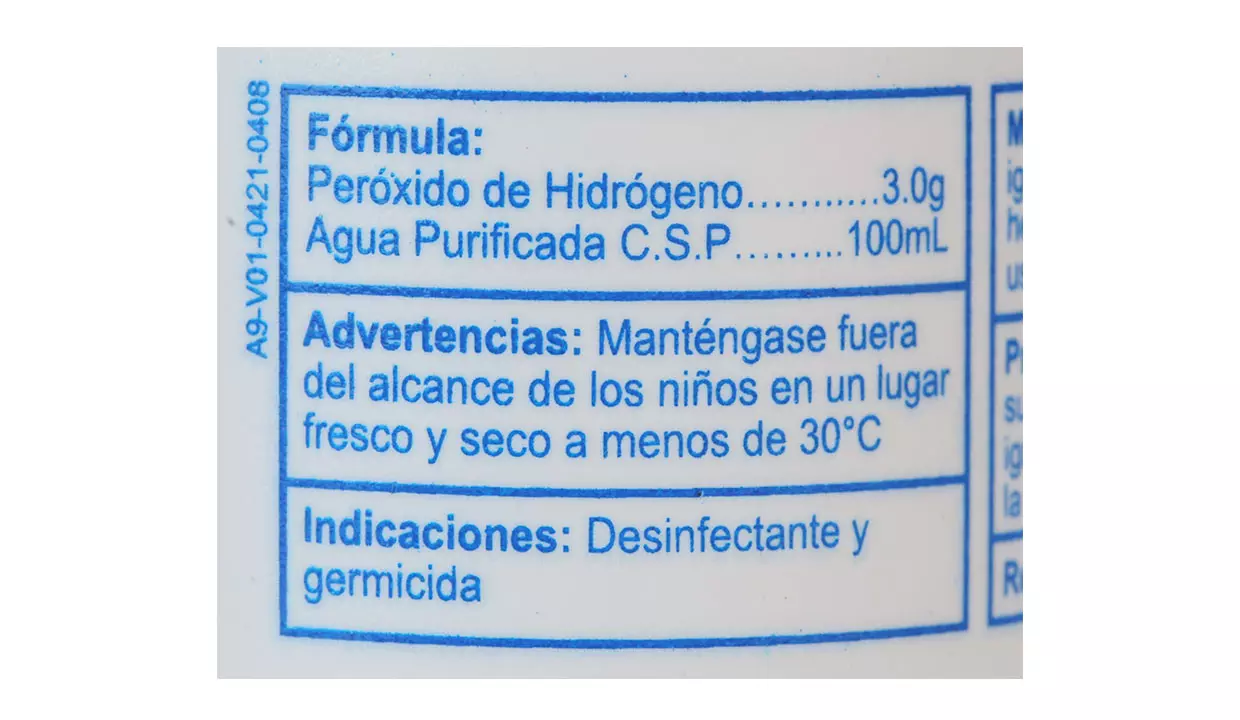 A9-V01-0421-0408
Fórmula:
Peróxido de Hidrógeno...........3.0g
Agua Purificada C.S.P.........100mL
Advertencias: Manténgase fuera
del alcance de los niños en un lugar
fresco y seco a menos de 30°C
Indicaciones: Desinfectante y
germicida